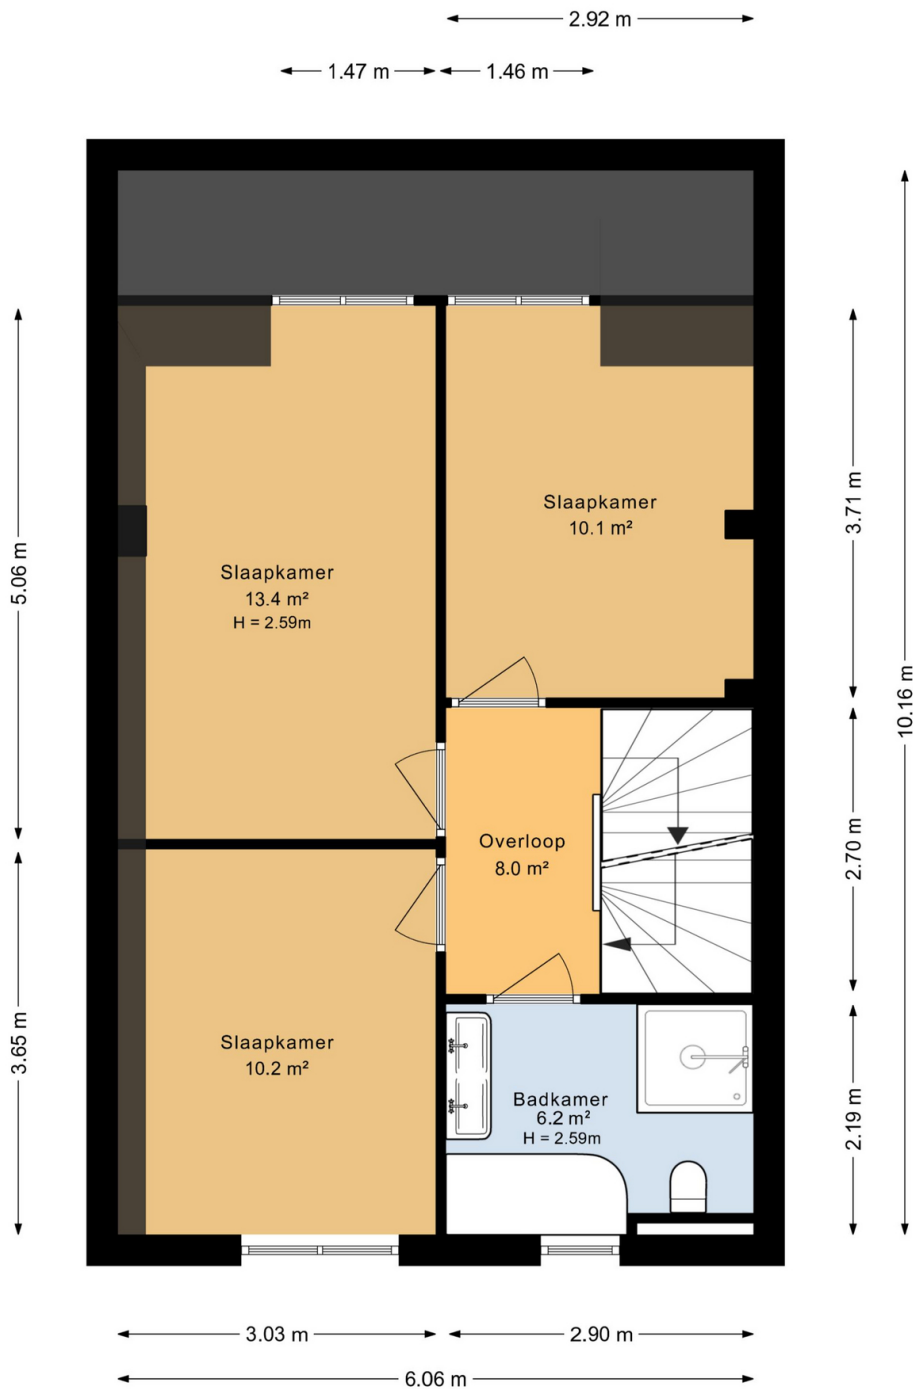 2.92 m
1.47 m
1.46 m
Slaapkamer
10.1 m²
3.71 m
5.06 m
Slaapkamer
13.4 m²
H = 2.59m
10.16 m
Overloop
8.0 m²
2.70 m
3.65 m
Slaapkamer
10.2 m²
Badkamer
6.2 m²
H = 2.59m
2.19 m
3.03 m
2.90 m
6.06 m